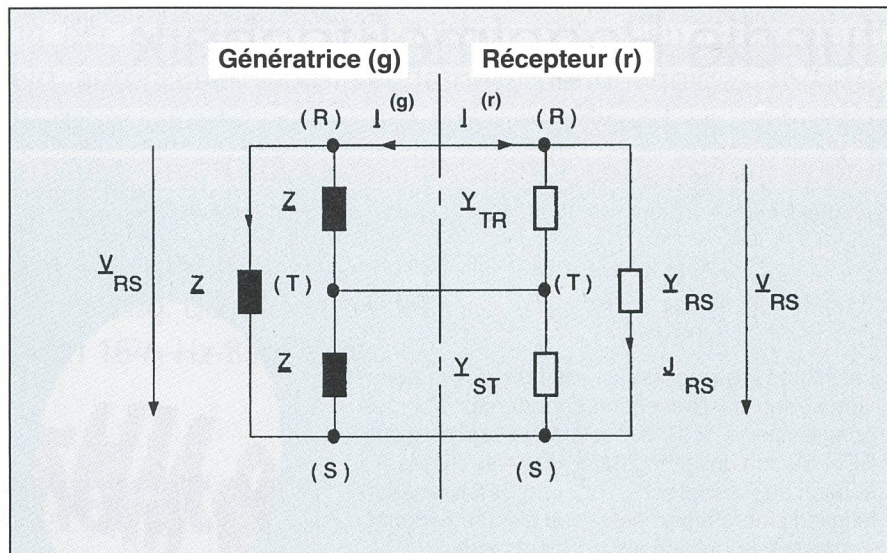 Génératrice (g)
Récepteur (r)
(R)
I (g)
I (r)
(R)
Z
Y TR
V RS
Z
(T)
(T)
Y RS
V RS
Z
Y ST
J RS
(S)
(S)